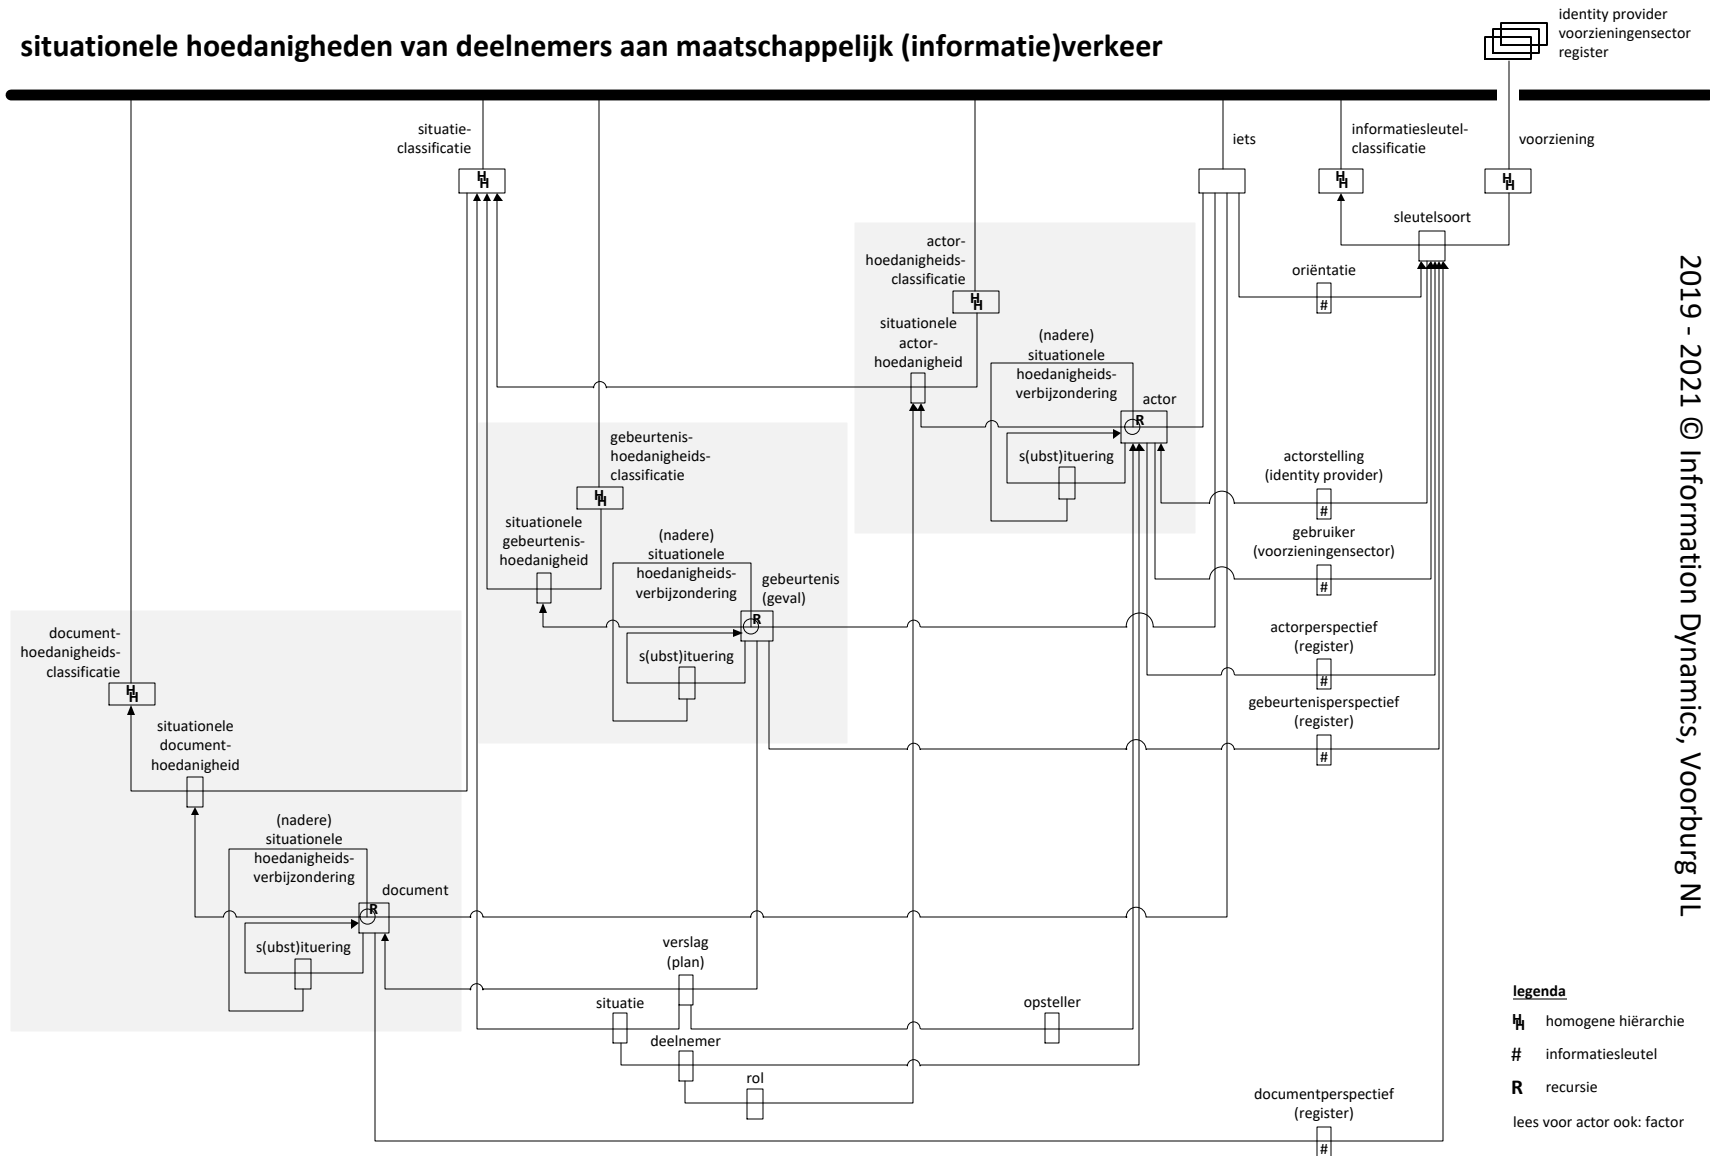 situationele hoedanigheden van deelnemers aan maatschappelijk (informatie)verkeer
identity provider
voorzieningensector
register
situatie-
classificatie
iets
informatiesleutel-
classificatie
voorziening
H
H
H
H
H
H
sleutelsoort
actor-
hoedanigheids-
classificatie
H
H
oriëntatie
#
situationele
actor-
hoedanigheid
(nadere)
situationele
hoedanigheids-
verbijzondering
actor
R
s(ubst)ituering
gebeurtenis-
hoedanigheids-
classificatie
H
H
actorstelling
(identity provider)
#
situationele
gebeurtenis-
hoedanigheid
(nadere)
situationele
hoedanigheids-
verbijzondering
gebeurtenis
(geval)
R
s(ubst)ituering
gebruiker
(voorzieningensector)
#
document-
hoedanigheids-
classificatie
H
H
actorperspectief
(register)
#
gebeurtenisperspectief
(register)
#
situationele
document-
hoedanigheid
(nadere)
situationele
hoedanigheids-
verbijzondering
document
R
s(ubst)ituering
verslag
(plan)
situatie
opsteller
deelnemer
rol
documentperspectief
(register)
#
legenda
H
H
homogene hiërarchie
# informatiesleutel
R recursie
lees voor actor ook: factor
2019 - 2021 © Information Dynamics, Voorburg NL